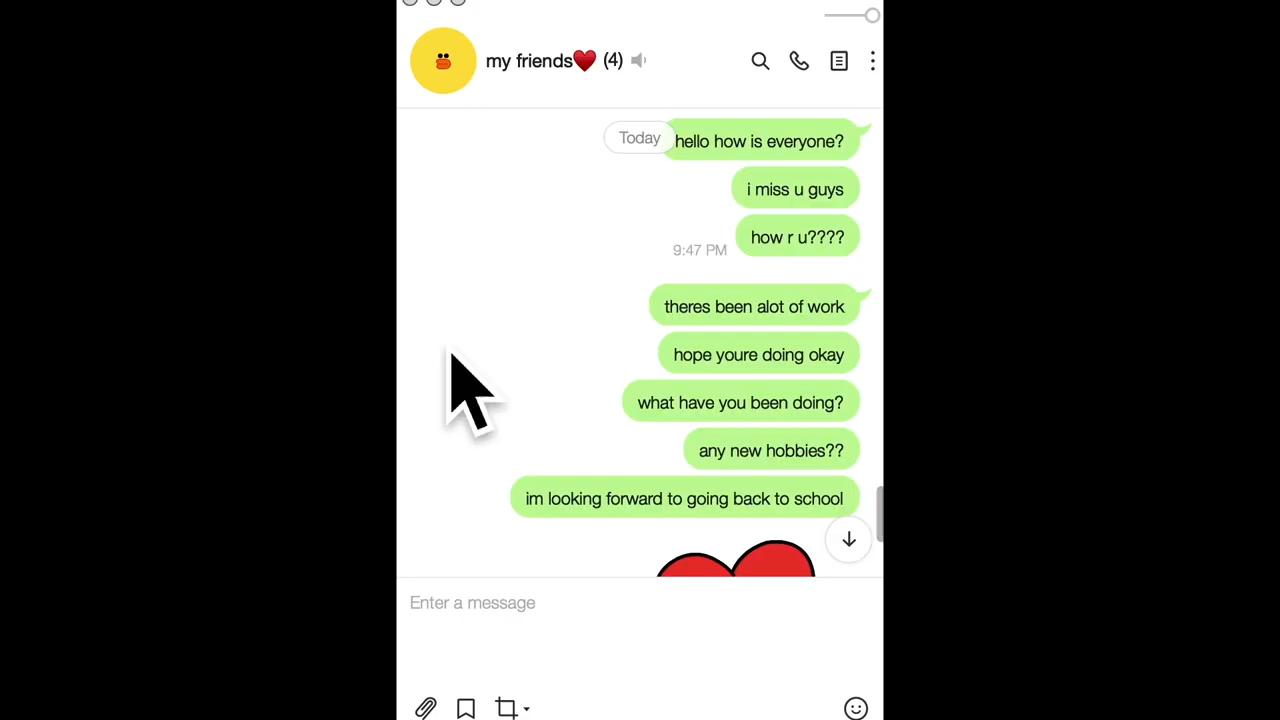 my friends❤️ (4)
Today
hello how is everyone?
i miss u guys
how r u????
9:47 PM
theres been alot of work
hope youre doing okay
what have you been doing?
any new hobbies??
im looking forward to going back to school
Enter a message